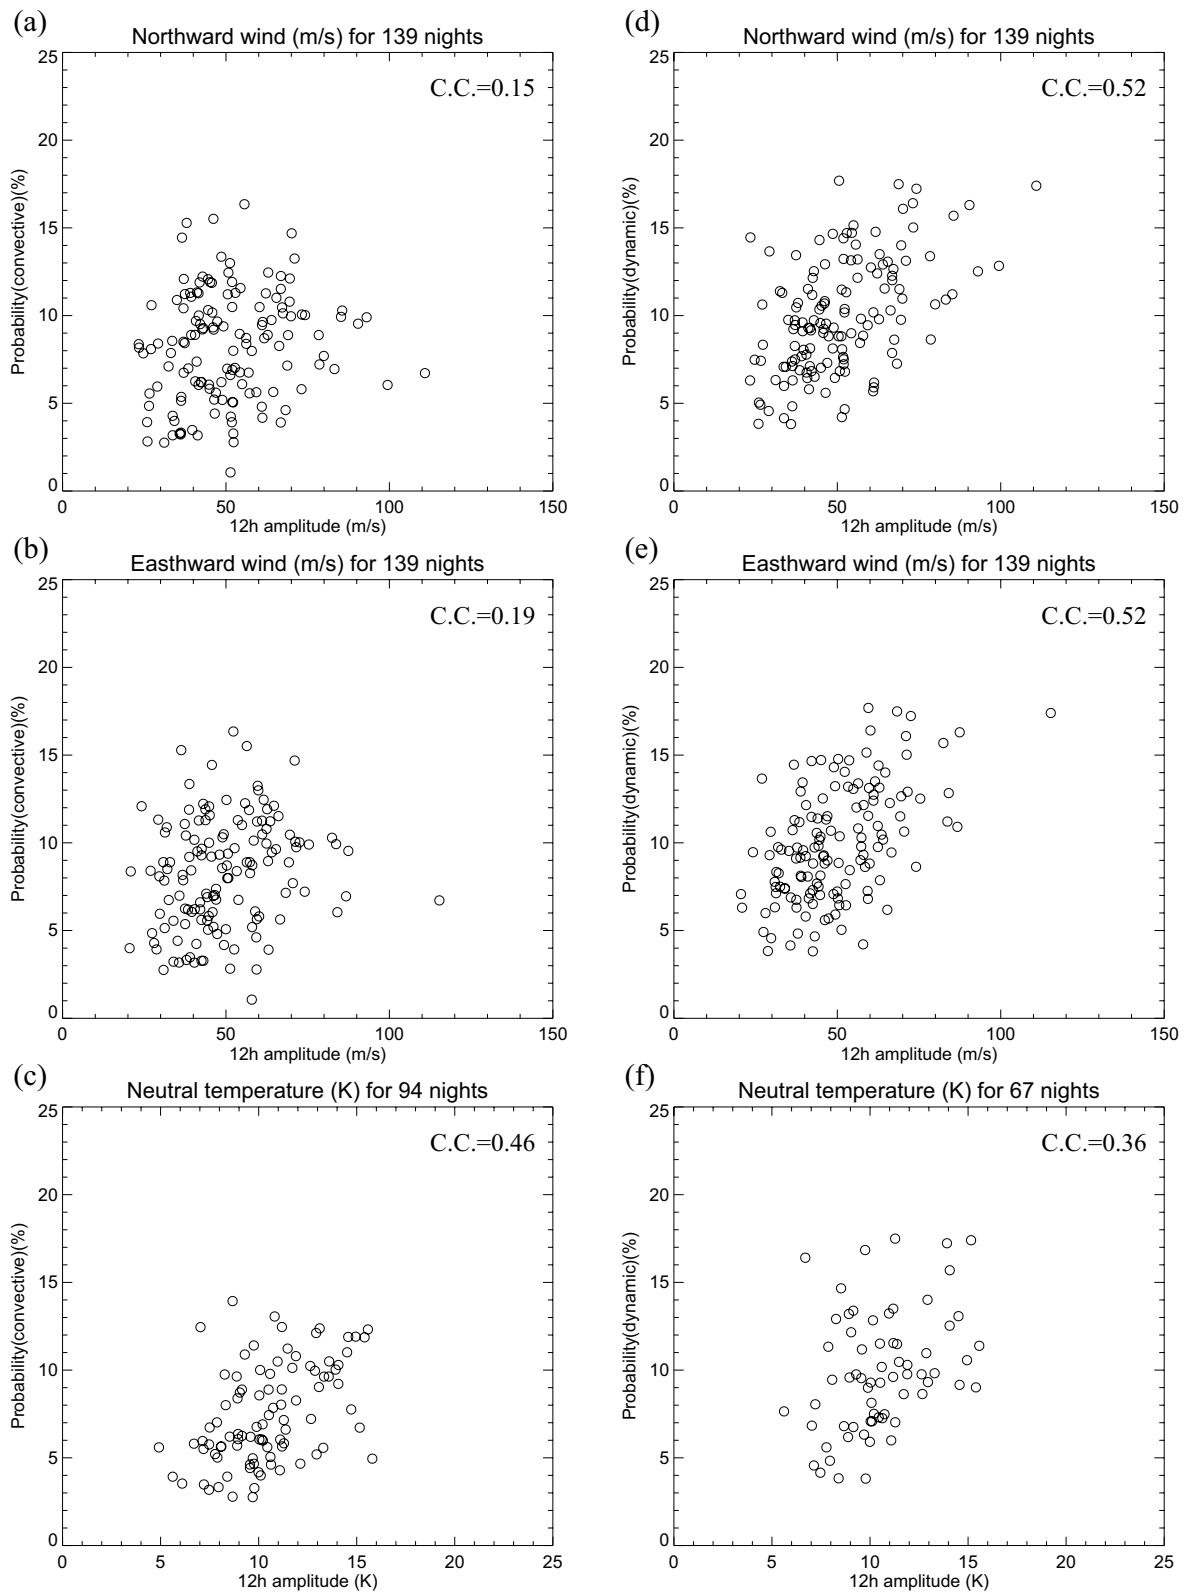 (a)
Northward wind (m/s) for 139 nights
C.C.=0.15
Probability(convective)(%)
25
20
15
10
5
0
0 50 100 150
12h amplitude (m/s)
(d)
Northward wind (m/s) for 139 nights
C.C.=0.52
Probability(dynamic)(%)
25
20
15
10
5
0
0 50 100 150
12h amplitude (m/s)
(b)
Easthward wind (m/s) for 139 nights
C.C.=0.19
Probability(convective)(%)
25
20
15
10
5
0
0 50 100 150
12h amplitude (m/s)
(e)
Easthward wind (m/s) for 139 nights
C.C.=0.52
Probability(dynamic)(%)
25
20
15
10
5
0
0 50 100 150
12h amplitude (m/s)
(c)
Neutral temperature (K) for 94 nights
C.C.=0.46
Probability(convective)(%)
25
20
15
10
5
0
0 5 10 15 20 25
12h amplitude (K)
(f)
Neutral temperature (K) for 67 nights
C.C.=0.36
Probability(dynamic)(%)
25
20
15
10
5
0
0 5 10 15 20 25
12h amplitude (K)